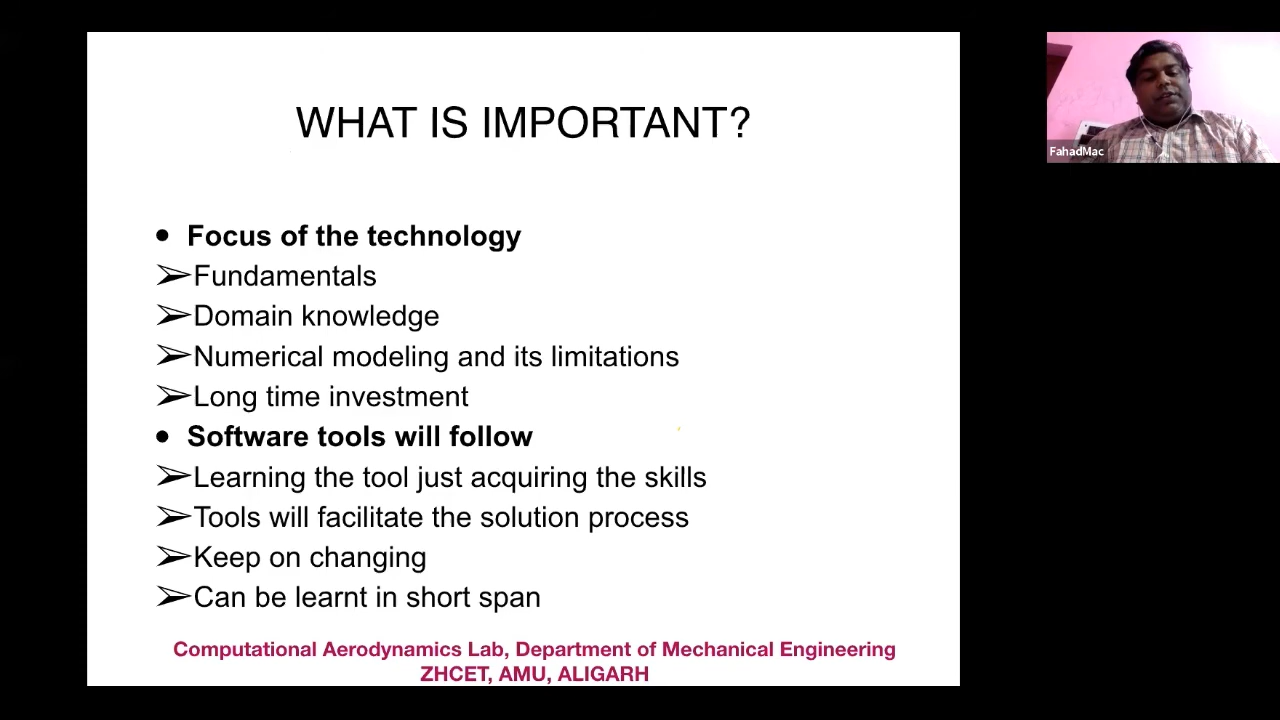 WHAT IS IMPORTANT?
FahadMac
• Focus of the technology
➢Fundamentals
➢Domain knowledge
➢Numerical modeling and its limitations
➢Long time investment
• Software tools will follow
➢Learning the tool just acquiring the skills
➢Tools will facilitate the solution process
➢Keep on changing
➢Can be learnt in short span
Computational Aerodynamics Lab, Department of Mechanical Engineering
ZHCET, AMU, ALIGARH